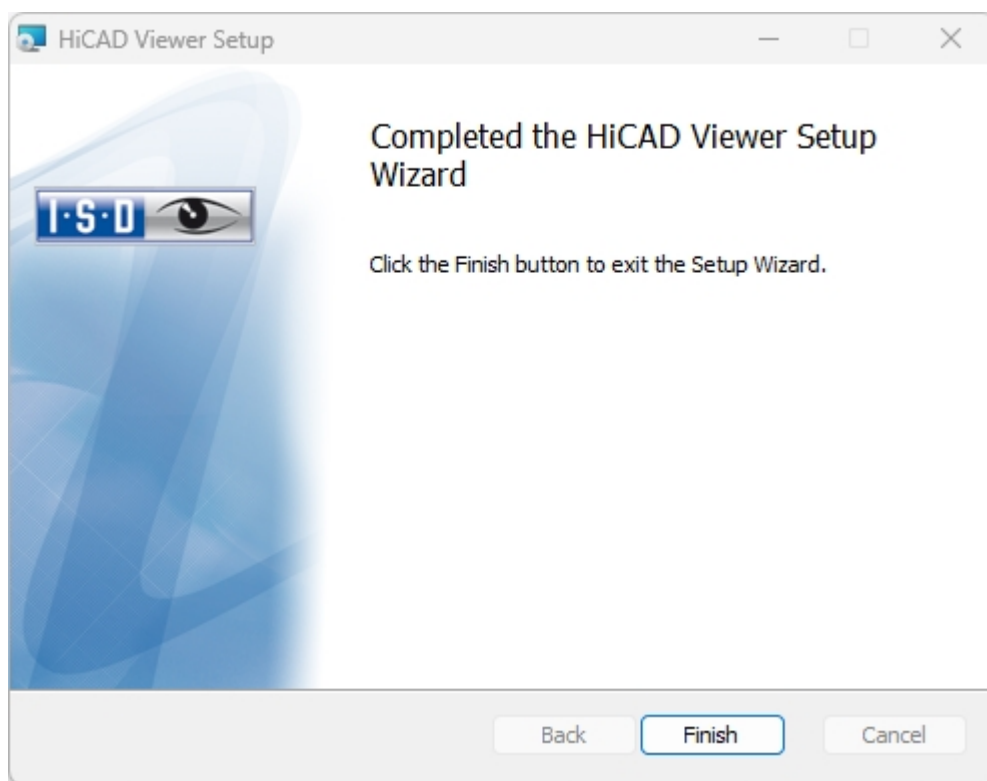 HiCAD Viewer Setup
Completed the HiCAD Viewer Setup
Wizard
I·S·D
Click the Finish button to exit the Setup Wizard.
Back
Finish
Cancel